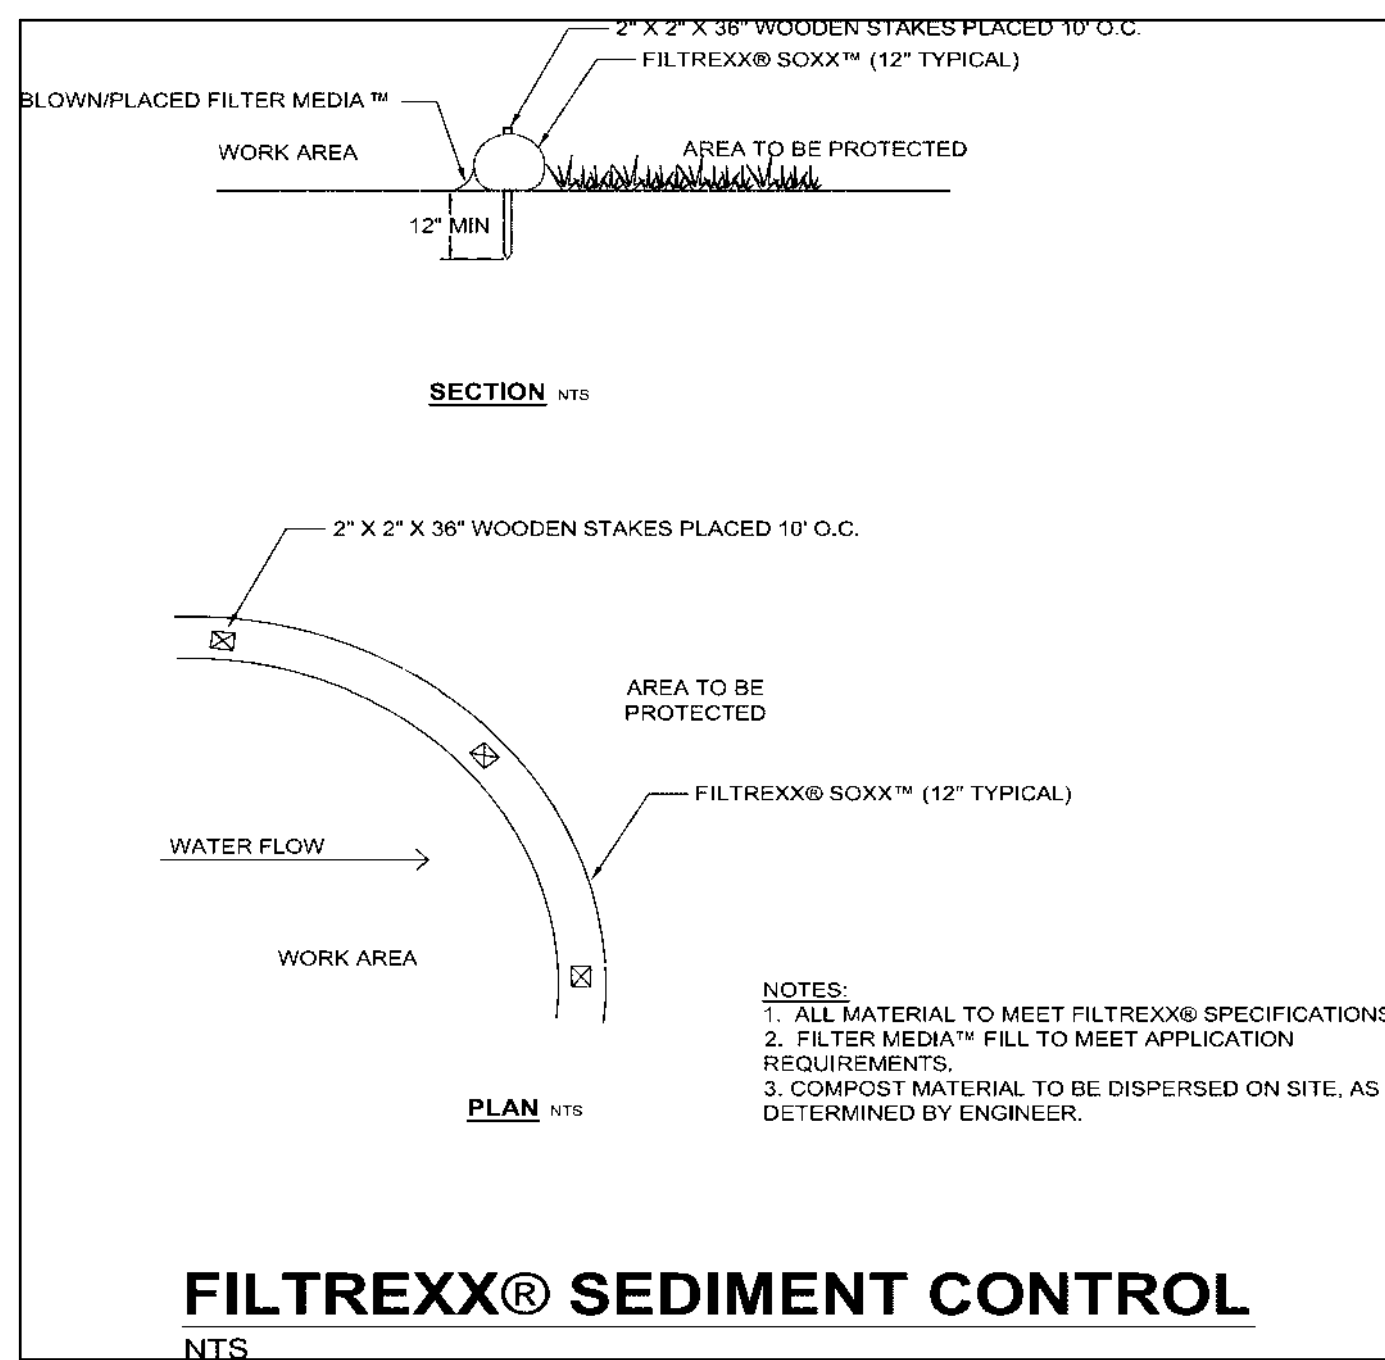 2" X 2" X 36" WOODEN STAKES PLACED 10' O.C.
FILTREXX® SOXX™ (12" TYPICAL)
BLOWN/PLACED FILTER MEDIA ™
WORK AREA
AREA TO BE PROTECTED
12" MIN
SECTION NTS
2" X 2" X 36" WOODEN STAKES PLACED 10' O.C.
AREA TO BE
PROTECTED
FILTREXX® SOXX™ (12" TYPICAL)
WATER FLOW
WORK AREA
NOTES:
1. ALL MATERIAL TO MEET FILTREXX® SPECIFICATIONS
2. FILTER MEDIA™ FILL TO MEET APPLICATION
REQUIREMENTS.
3. COMPOST MATERIAL TO BE DISPERSED ON SITE, AS
DETERMINED BY ENGINEER.
PLAN NTS
FILTREXX® SEDIMENT CONTROL
NTS